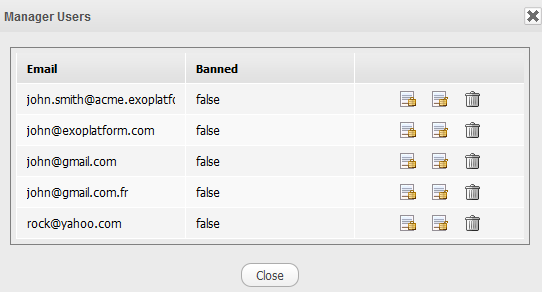 Manager Users
Email Banned
john.smith@acme.exoplatfo false
john@exoplatform.com false
john@gmail.com false
john@gmail.com.fr false
rock@yahoo.com false
Close